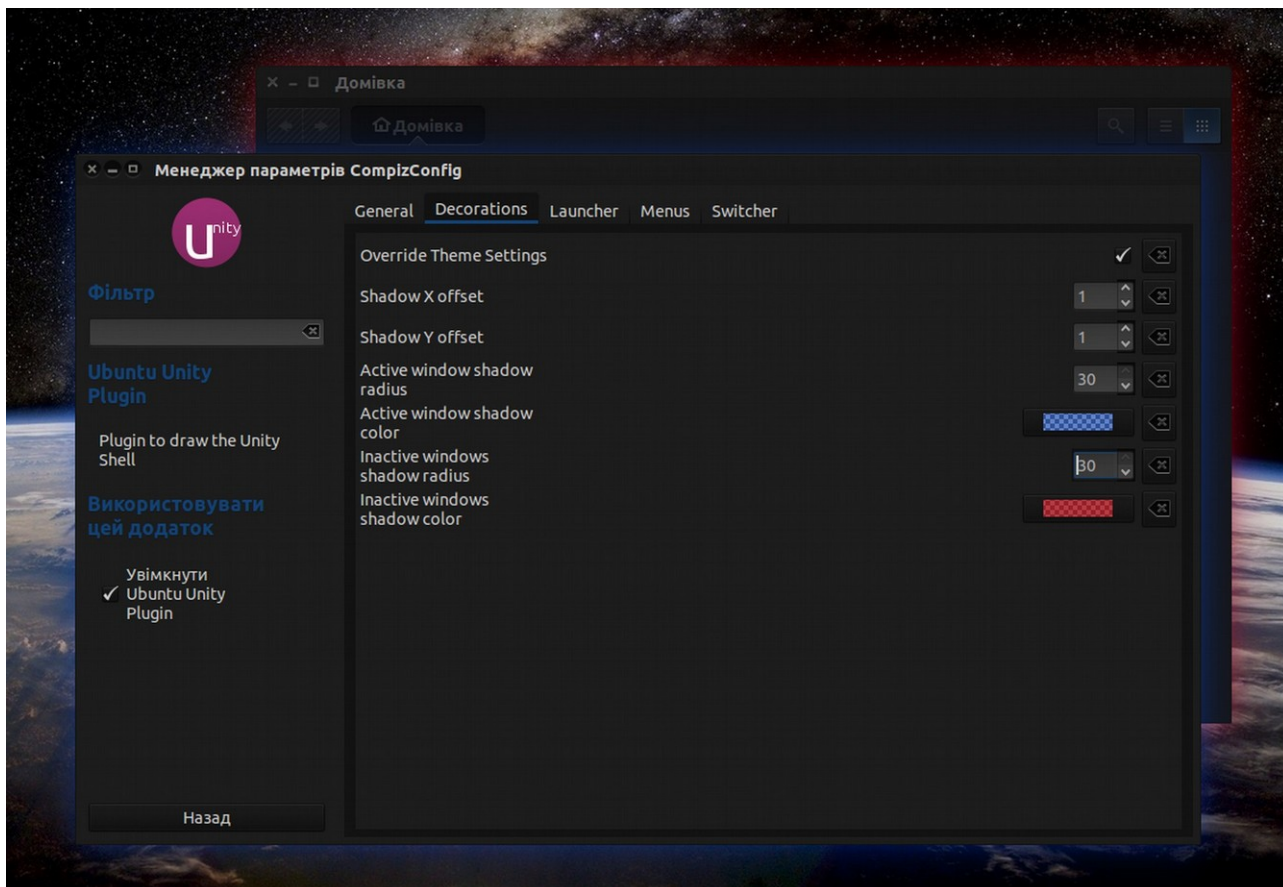 Домівка
Домівка
Менеджер параметрів CompizConfig
Unity
Фільтр
Ubuntu Unity
Plugin
Plugin to draw the Unity
Shell
Використовувати
цей додаток
Увімкнути
Ubuntu Unity
Plugin
Назад
General Decorations Launcher Menus Switcher
Override Theme Settings
Shadow X offset 1
Shadow Y offset 1
Active window shadow
radius 30
Active window shadow
color
Inactive windows
shadow radius 30
Inactive windows
shadow color